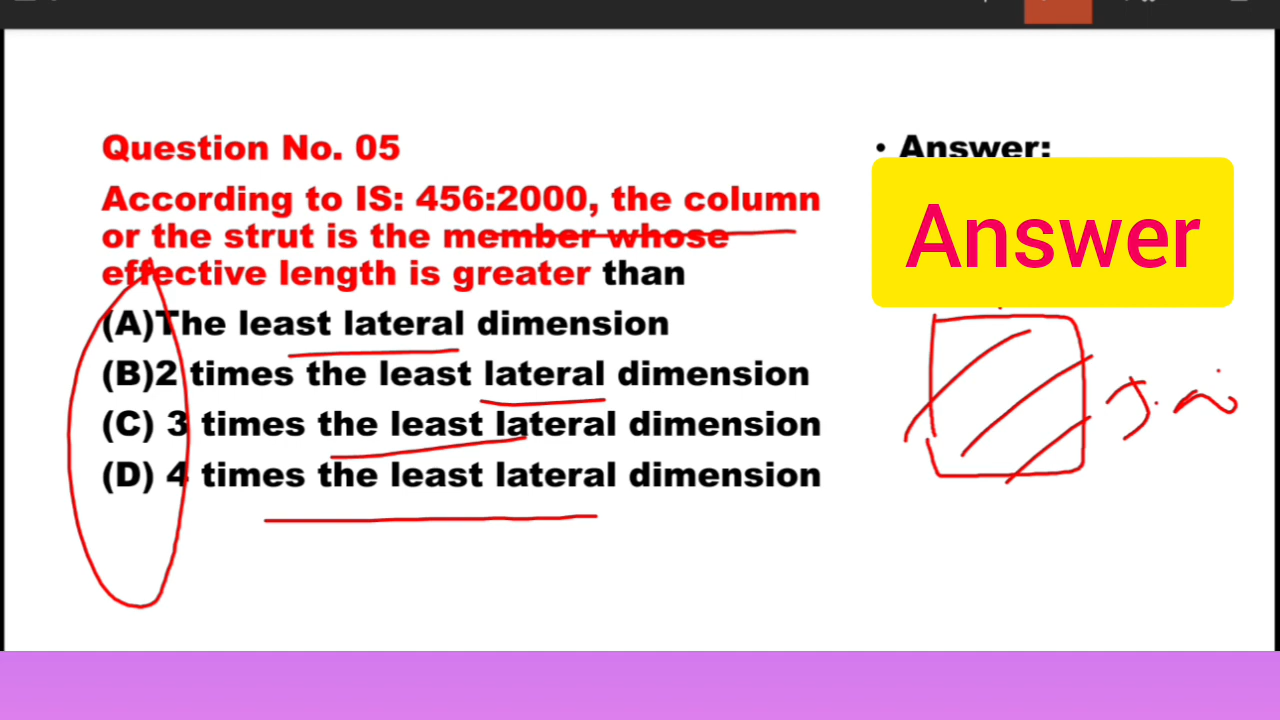 Question No. 05
According to IS: 456:2000, the column
or the strut is the member whose
effective length is greater than
(A)The least lateral dimension
(B)2 times the least lateral dimension
(C) 3 times the least lateral dimension
(D) 4 times the least lateral dimension
• Answer:
Answer